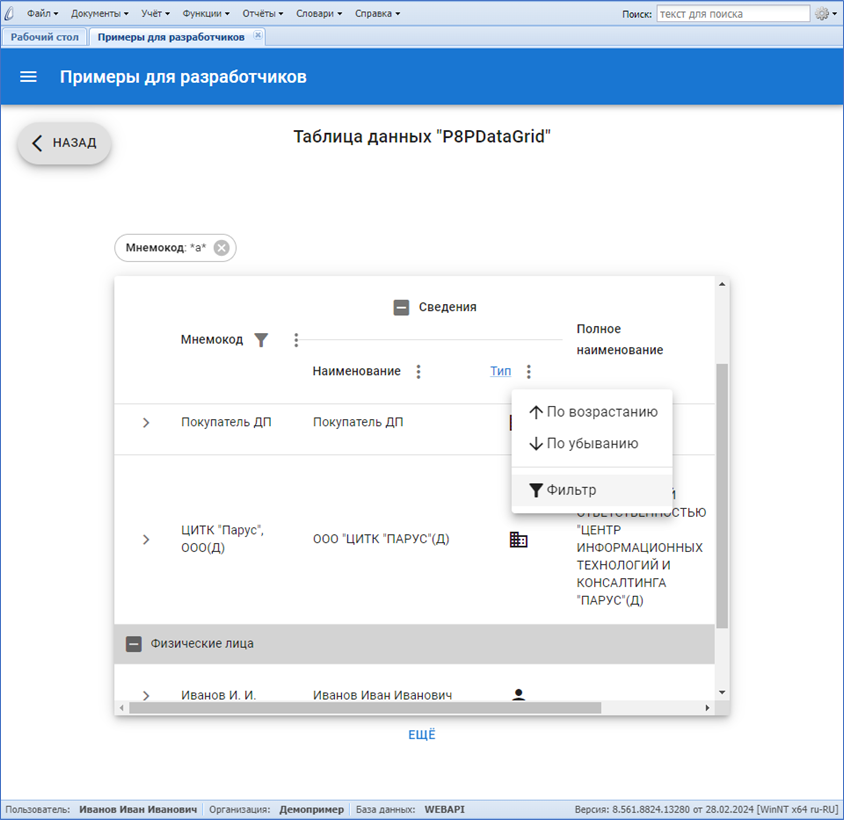 Файл Документы Учёт Функции Отчёты Словари Справка Поиск: текст для поиска
Рабочий стол Примеры для разработчиков
Примеры для разработчиков
НАЗАД
Таблица данных "P8PDataGrid"
Мнемокод: *а*
Сведения
Мнемокод
Полное
наименование
Наименование Тип
По возрастанию
По убыванию
Фильтр
Покупатель ДП Покупатель ДП
ЦИТК "Парус",
ООО(Д)
ООО "ЦИТК "ПАРУС"(Д)
ОТВЕТСТВЕННОСТЬЮ
"ЦЕНТР
ИНФОРМАЦИОННЫХ
ТЕХНОЛОГИЙ И
КОНСАЛТИНГА
"ПАРУС"(Д)
Физические лица
Иванов И. И. Иванов Иван Иванович
ЕЩЁ
Пользователь: Иванов Иван Иванович Организация: Демопример База данных: WEBAPI Версия: 8.561.8824.13280 от 28.02.2024 [WinNT x64 ru-RU]